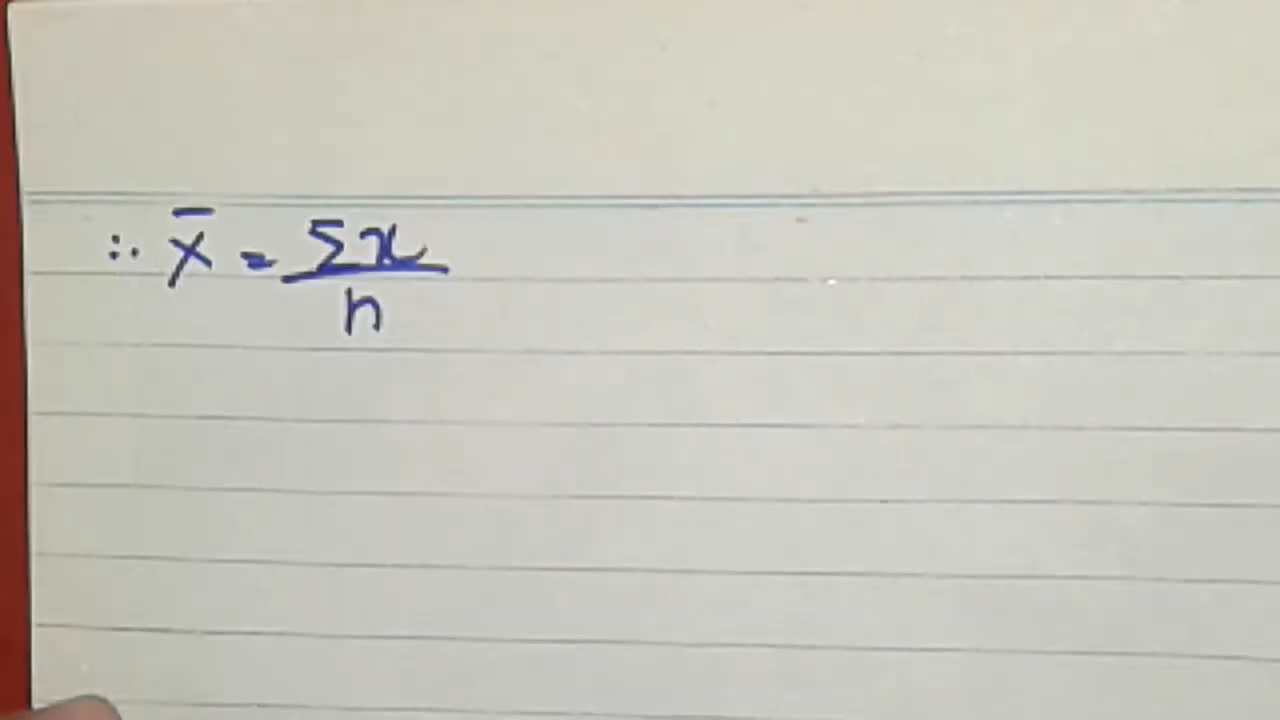 ∴ x̄ = Σx / n